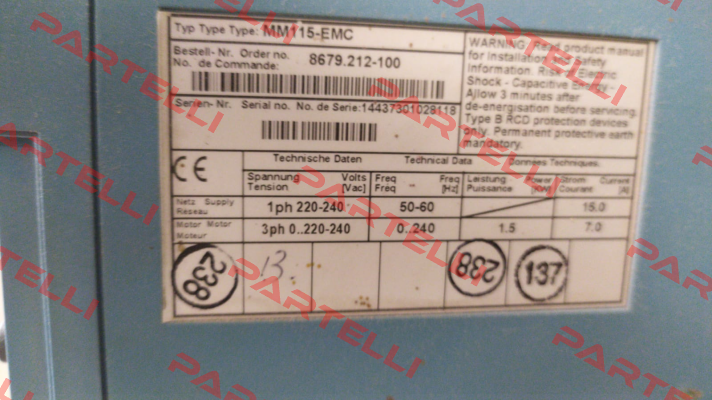 Typ Type Type: MM115-EMC
Bestell- Nr. Order no.
No. de Commande: 8679.212-100
Serien- Nr. Serial no. No. de Serie: 14437301028118
WARNING: Read product manual
for Installation and Safety
Information. Risk of Electric
Shock - Capacitive Energy -
Allow 3 minutes after
de-energisation before servicing.
Type B RCD protection devices
only. Permanent protective earth
mandatory.
CE
Technische Daten Technical Data Donnees Techniques.
Spannung Volts Freq Freq Leistung Power Strom Current
Tension [Vac] Freq [Hz] Puissance [KW] Courant [A]
Netz Supply
Reseau 1ph 220-240 50-60 15.0
Motor Motor
Moteur 3ph 0..220-240 0..240 1.5 7.0
238 13 238 137
PARTELLI